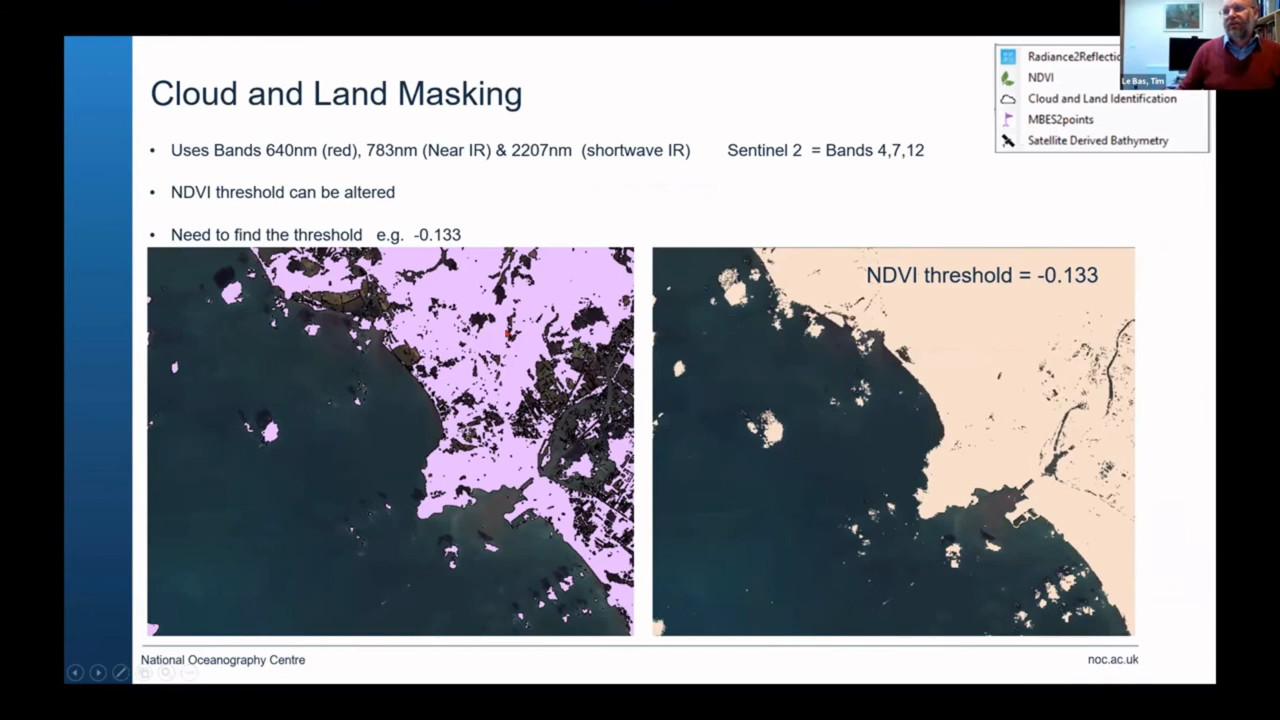 Cloud and Land Masking
• Uses Bands 640nm (red), 783nm (Near IR) & 2207nm (shortwave IR) Sentinel 2 = Bands 4,7,12
• NDVI threshold can be altered
• Need to find the threshold e.g. -0.133
NDVI threshold = -0.133
Radiance2Reflectio
NDVI
Cloud and Land Identification
MBES2points
Satellite Derived Bathymetry
Le Bas, Tim
National Oceanography Centre
noc.ac.uk